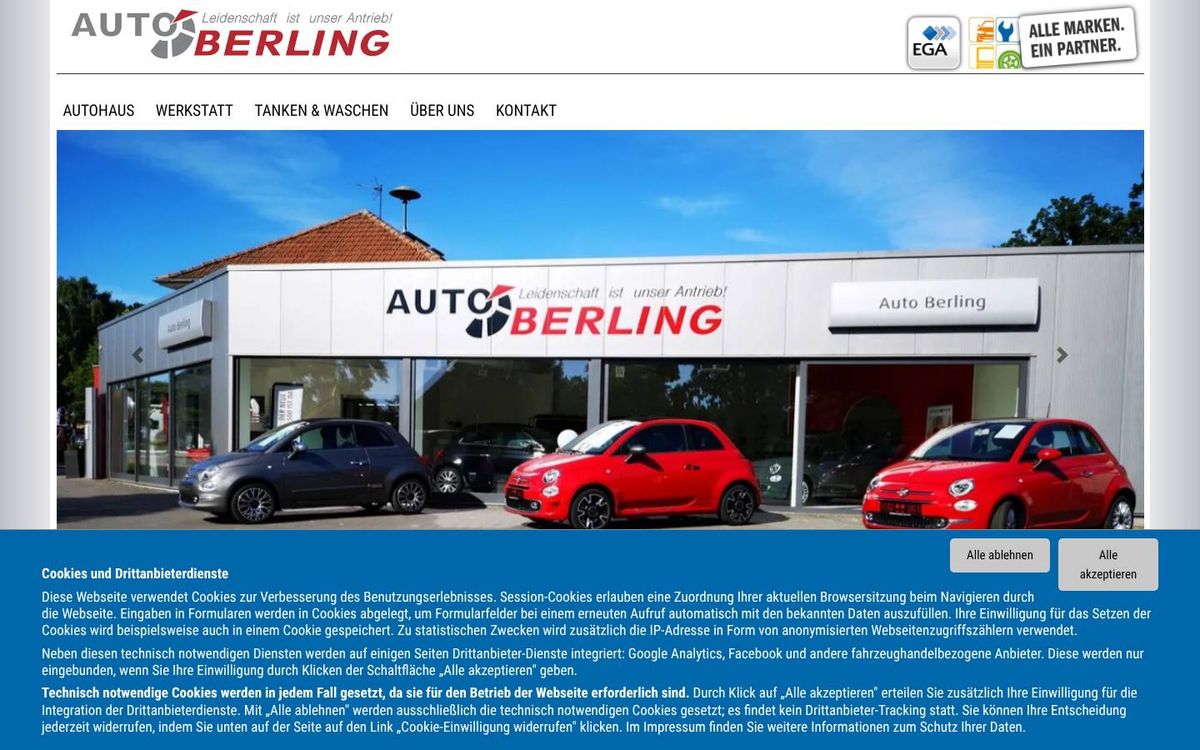 AUTO Leidenschaft ist unser Antrieb!
BERLING
EGA
ALLE MARKEN.
EIN PARTNER.
AUTOHAUS WERKSTATT TANKEN & WASCHEN ÜBER UNS KONTAKT
AUTO Leidenschaft ist unser Antrieb!
BERLING
Auto Berling
Auto Berling
Alle ablehnen
Alle
akzeptieren
Cookies und Drittanbieterdienste
Diese Webseite verwendet Cookies zur Verbesserung des Benutzungserlebnisses. Session-Cookies erlauben eine Zuordnung Ihrer aktuellen Browsersitzung beim Navigieren durch
die Webseite. Eingaben in Formularen werden in Cookies abgelegt, um Formularfelder bei einem erneuten Aufruf automatisch mit den bekannten Daten auszufüllen. Ihre Einwilligung für das Setzen der
Cookies wird beispielsweise auch in einem Cookie gespeichert. Zu statistischen Zwecken wird zusätzlich die IP-Adresse in Form von anonymisierten Webseitenzugriffszählern verwendet.
Neben diesen technisch notwendigen Diensten werden auf einigen Seiten Drittanbieter-Dienste integriert: Google Analytics, Facebook und andere fahrzeughandelbezogene Anbieter. Diese werden nur
eingebunden, wenn Sie Ihre Einwilligung durch Klicken der Schaltfläche „Alle akzeptieren" geben.
Technisch notwendige Cookies werden in jedem Fall gesetzt, da sie für den Betrieb der Webseite erforderlich sind. Durch Klick auf „Alle akzeptieren" erteilen Sie zusätzlich Ihre Einwilligung für die
Integration der Drittanbieterdienste. Mit „Alle ablehnen" werden ausschließlich die technisch notwendigen Cookies gesetzt; es findet kein Drittanbieter-Tracking statt. Sie können Ihre Entscheidung
jederzeit widerrufen, indem Sie unten auf der Seite auf den Link „Cookie-Einwilligung widerrufen" klicken. Im Impressum finden Sie weitere Informationen zum Schutz Ihrer Daten.